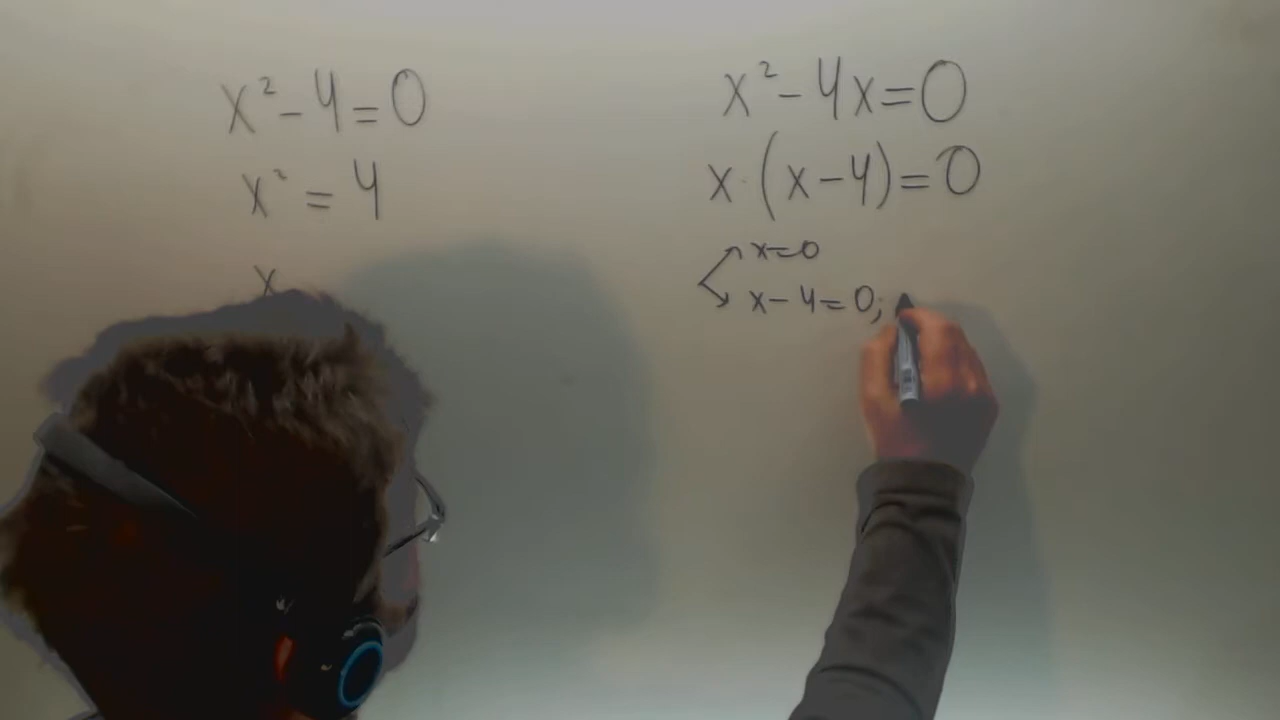 x² - 4 = 0
x² = 4
x
x² - 4x = 0
x · (x - 4) = 0
x = 0
x - 4 = 0;